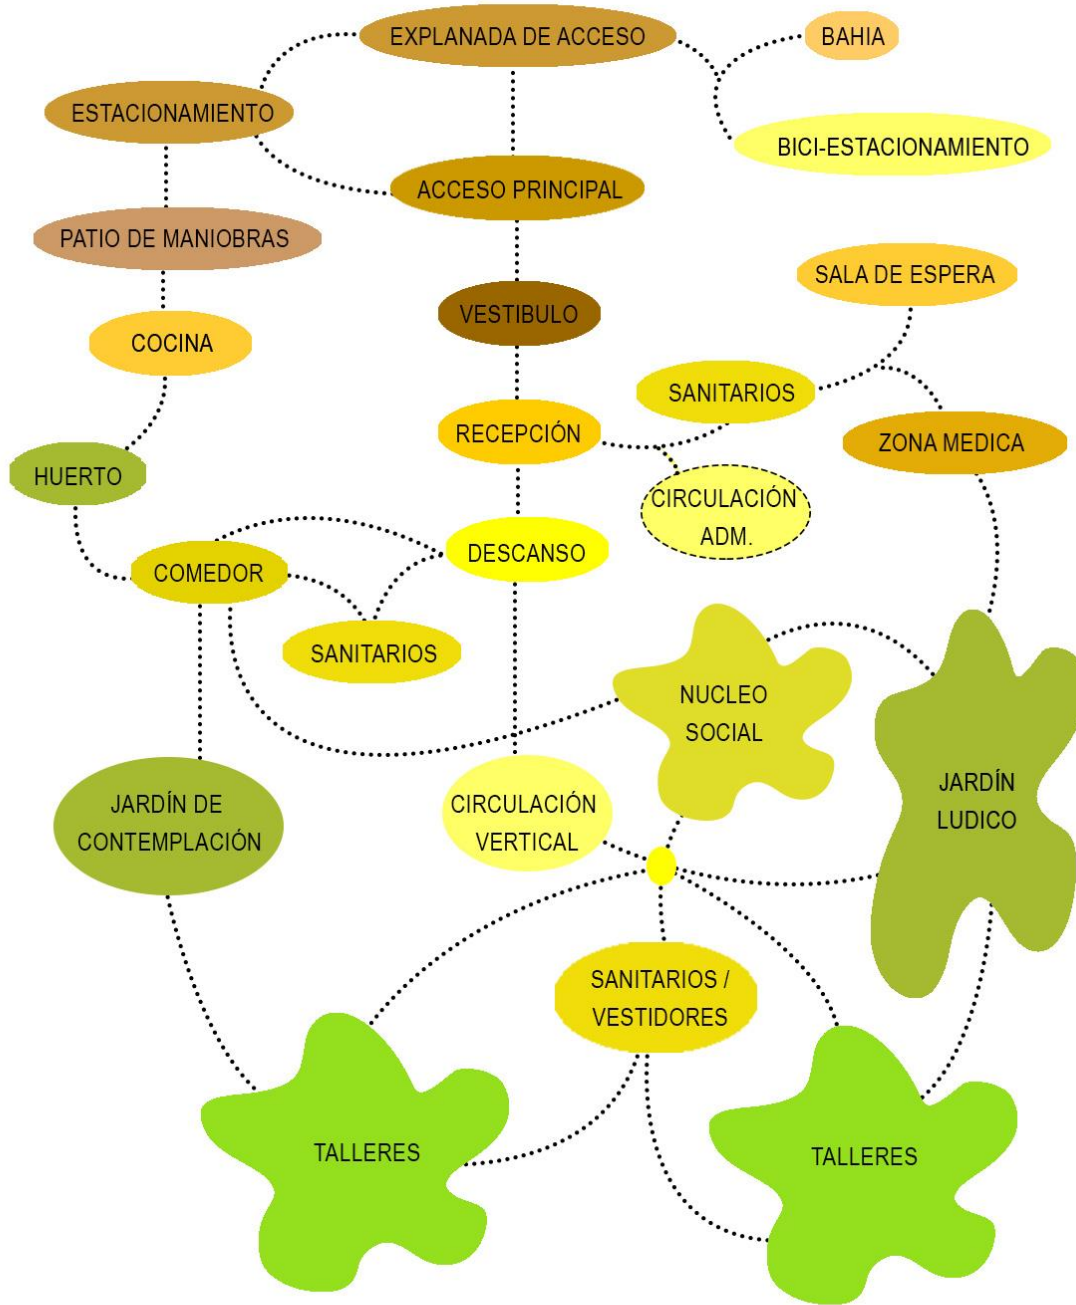 EXPLANADA DE ACCESO
BAHIA
ESTACIONAMIENTO
BICI-ESTACIONAMIENTO
ACCESO PRINCIPAL
PATIO DE MANIOBRAS
SALA DE ESPERA
VESTIBULO
COCINA
SANITARIOS
RECEPCIÓN
ZONA MEDICA
HUERTO
CIRCULACIÓN
ADM.
DESCANSO
COMEDOR
SANITARIOS
NUCLEO
SOCIAL
JARDÍN
LUDICO
JARDÍN DE
CONTEMPLACIÓN
CIRCULACIÓN
VERTICAL
SANITARIOS /
VESTIDORES
TALLERES
TALLERES